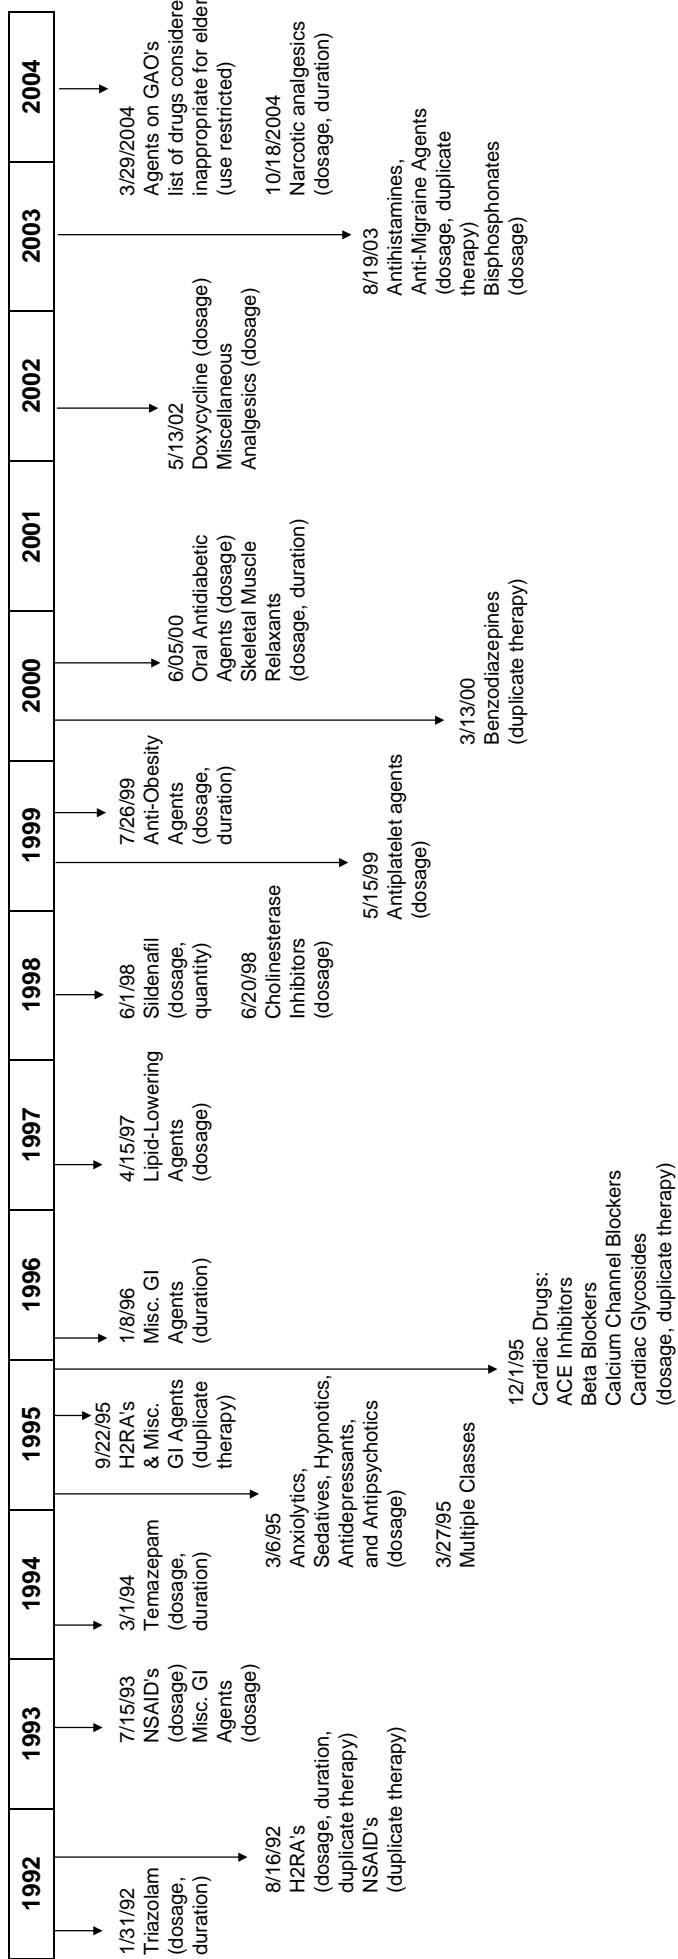 1992
1993
1994
1995
1996
1997
1998
1999
2000
2001
2002
2003
2004
1/31/92
Triazolam
(dosage,
duration)
8/16/92
H2RA's
(dosage, duration,
duplicate therapy)
NSAID's
(duplicate therapy)
7/15/93
NSAID's
(dosage)
Misc. GI
Agents
(dosage)
3/1/94
Temazepam
(dosage,
duration)
3/6/95
Anxiolytics,
Sedatives, Hypnotics,
Antidepressants,
and Antipsychotics
(dosage)
3/27/95
Multiple Classes
9/22/95
H2RA's
& Misc.
GI Agents
(duplicate
therapy)
12/1/95
Cardiac Drugs:
ACE Inhibitors
Beta Blockers
Calcium Channel Blockers
Cardiac Glycosides
(dosage, duplicate therapy)
1/8/96
Misc. GI
Agents
(duration)
4/15/97
Lipid-Lowering
Agents
(dosage)
6/1/98
Sildenafil
(dosage,
quantity)
6/20/98
Cholinesterase
Inhibitors
(dosage)
5/15/99
Antiplatelet agents
(dosage)
7/26/99
Anti-Obesity
Agents
(dosage,
duration)
3/13/00
Benzodiazepines
(duplicate therapy)
6/05/00
Oral Antidiabetic
Agents (dosage)
Skeletal Muscle
Relaxants
(dosage, duration)
5/13/02
Doxycycline (dosage)
Miscellaneous
Analgesics (dosage)
8/19/03
Antihistamines,
Anti-Migraine Agents
(dosage, duplicate
therapy)
Bisphosphonates
(dosage)
3/29/2004
Agents on GAO's
list of drugs considere
inappropriate for elder
(use restricted)
10/18/2004
Narcotic analgesics
(dosage, duration)